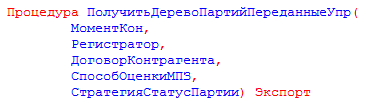 Процедура ПолучитьДеревоПартийПереданныеУпр(
МоментКон,
Регистратор,
ДоговорКонтрагента,
СпособОценкиМПЗ,
СтратегияСтатусПартии) Экспорт